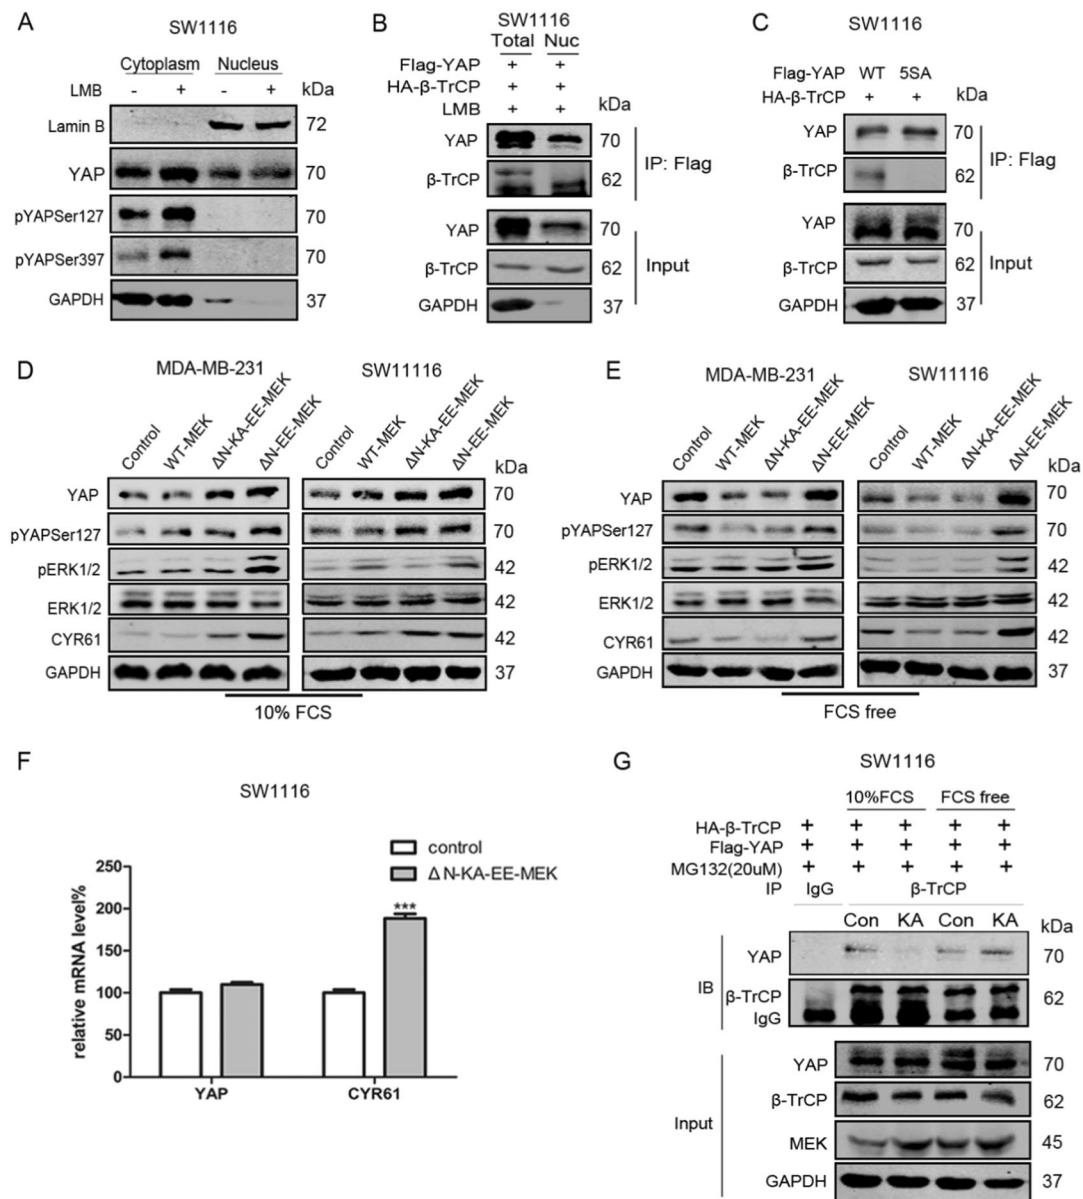 A
SW1116
Cytoplasm Nucleus
LMB - + - + kDa
Lamin B 72
YAP 70
pYAPSer127 70
pYAPSer397 70
GAPDH 37
B
SW1116
Total Nuc
Flag-YAP + +
HA-β-TrCP + +
LMB + + kDa
YAP 70
β-TrCP 62
IP: Flag
YAP 70
β-TrCP 62
GAPDH 37
Input
C
SW1116
Flag-YAP WT 5SA
HA-β-TrCP + + kDa
YAP 70
β-TrCP 62
IP: Flag
YAP 70
β-TrCP 62
GAPDH 37
Input
D
MDA-MB-231 SW11116
Control WT-MEK ΔN-KA-EE-MEK ΔN-EE-MEK Control WT-MEK ΔN-KA-EE-MEK ΔN-EE-MEK
kDa
YAP 70
pYAPSer127 70
pERK1/2 42
ERK1/2 42
CYR61 42
GAPDH 37
10% FCS
E
MDA-MB-231 SW11116
Control WT-MEK ΔN-KA-EE-MEK ΔN-EE-MEK Control WT-MEK ΔN-KA-EE-MEK ΔN-EE-MEK
kDa
YAP 70
pYAPSer127 70
pERK1/2 42
ERK1/2 42
CYR61 42
GAPDH 37
FCS free
F
SW1116
control
ΔN-KA-EE-MEK
relative mRNA level%
250
200
150
100
50
0
***
YAP CYR61
G
SW1116
10%FCS FCS free
HA-β-TrCP + + + + +
Flag-YAP + + + + +
MG132(20uM) + + + + +
IP IgG β-TrCP
Con KA Con KA
kDa
YAP 70
IB
β-TrCP 62
IgG
YAP 70
β-TrCP 62
Input
MEK 45
GAPDH 37